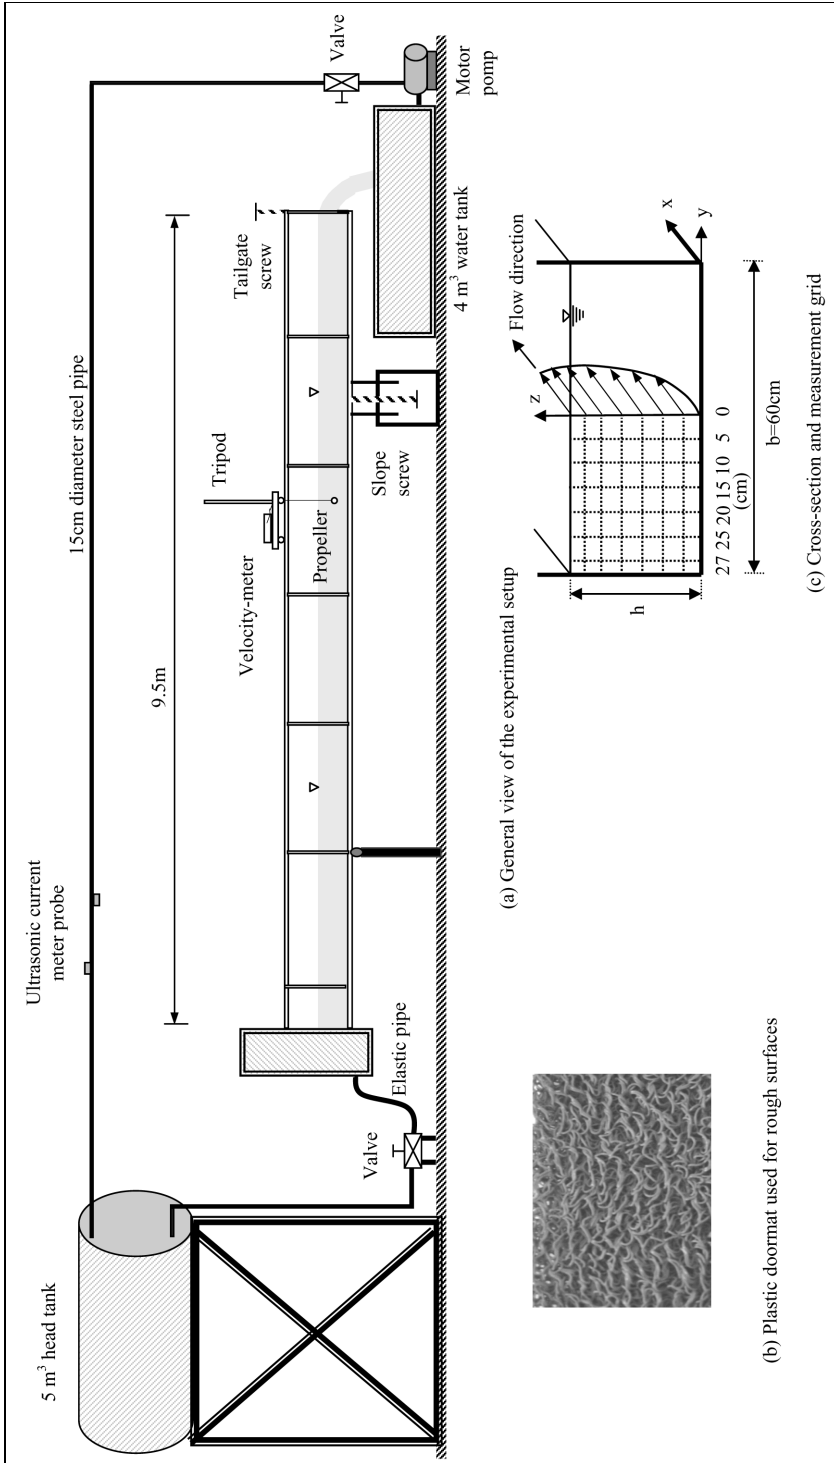 5 m³ head tank
Ultrasonic current
meter probe
15cm diameter steel pipe
Valve
9.5m
Tripod
Tailgate
screw
Velocity-meter
Propeller
Motor
pomp
Valve
Elastic pipe
Slope
screw
4 m³ water tank
(a) General view of the experimental setup
(b) Plastic doormat used for rough surfaces
Flow direction
z
x
y
h
27 25 20 15 10 5 0
(cm)
b=60cm
(c) Cross-section and measurement grid